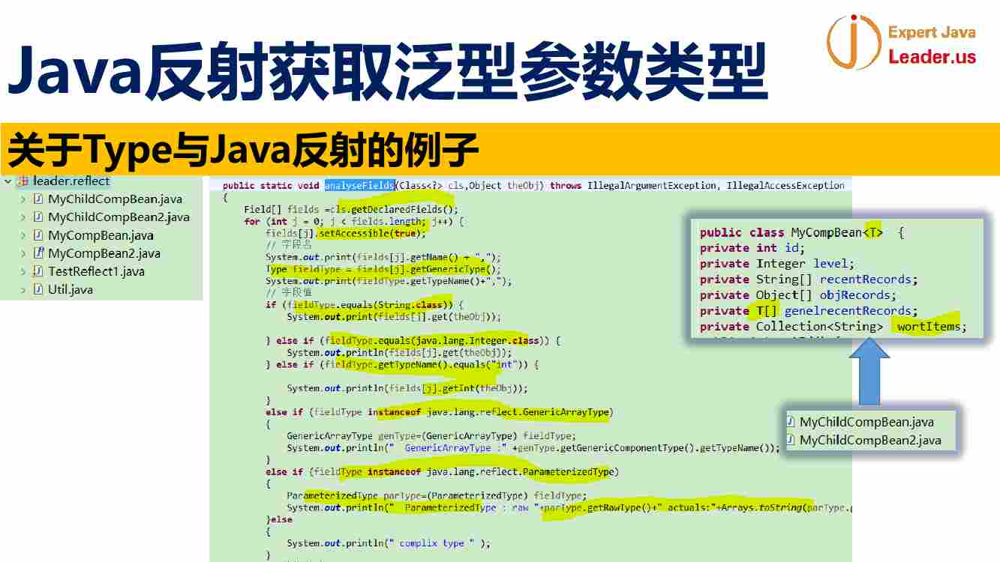 Java反射获取泛型参数类型
Expert Java
Leader.us
关于Type与Java反射的例子
leader.reflect
MyChildCompBean.java
MyChildCompBean2.java
MyCompBean.java
MyCompBean2.java
TestReflect1.java
Util.java
public static void analyseFields(Class<?> cls,Object theObj) throws IllegalArgumentException, IllegalAccessException
{
Field[] fields =cls.getDeclaredFields();
for (int j = 0; j < fields.length; j++) {
fields[j].setAccessible(true);
// 字段名
System.out.print(fields[j].getName() + ",");
Type fieldType = fields[j].getGenericType();
System.out.print(fieldType.getTypeName()+",");
// 字段值
if (fieldType.equals(String.class)) {
System.out.print(fields[j].get(theObj));
} else if (fieldType.equals(java.lang.Integer.class)) {
System.out.println(fields[j].get(theObj));
} else if (fieldType.getTypeName().equals("int")) {
System.out.println(fields[j].getInt(theObj));
}
else if (fieldType instanceof java.lang.reflect.GenericArrayType)
{
GenericArrayType genType=(GenericArrayType) fieldType;
System.out.println("  GenericArrayType :" +genType.getGenericComponentType().getTypeName());
}
else if (fieldType instanceof java.lang.reflect.ParameterizedType)
{
ParameterizedType parType=(ParameterizedType) fieldType;
System.out.println("  ParameterizedType : raw "+parType.getRawType()+" actuals:"+Arrays.toString(parType.
}else
{
System.out.println(" complix type " );
}
public class MyCompBean<T>  {
private int id;
private Integer level;
private String[] recentRecords;
private Object[] objRecords;
private T[] genelrecentRecords;
private Collection<String>  wortItems;
MyChildCompBean.java
MyChildCompBean2.java